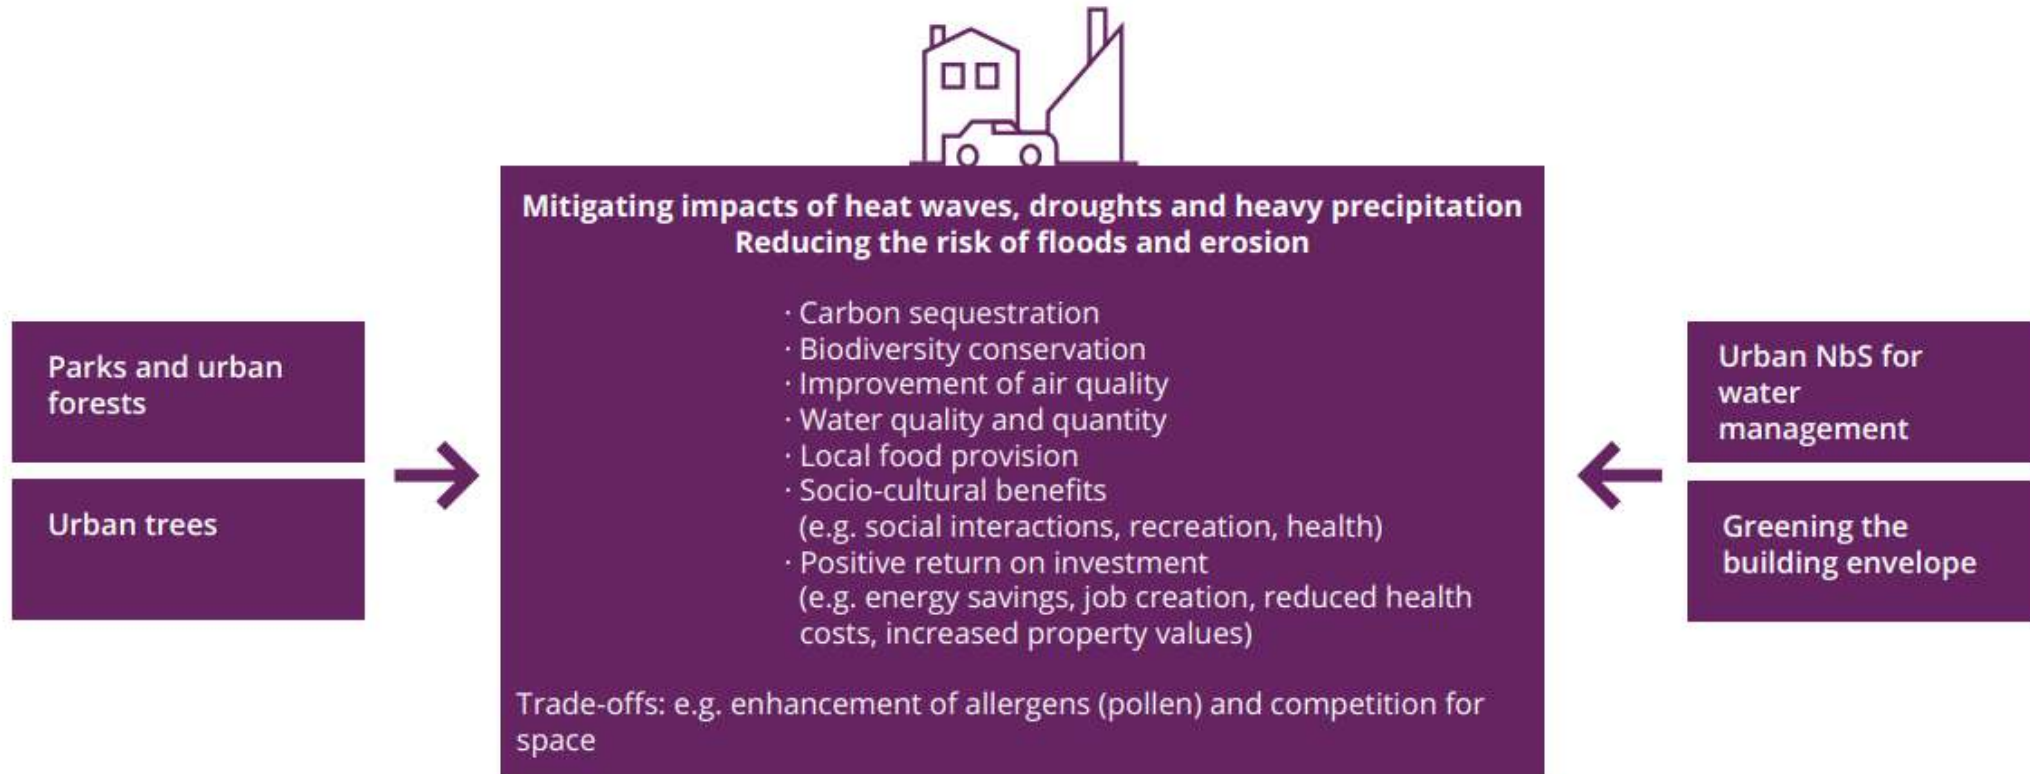 Mitigating impacts of heat waves, droughts and heavy precipitation
Reducing the risk of floods and erosion
Parks and urban
forests
Urban trees
· Carbon sequestration
· Biodiversity conservation
· Improvement of air quality
· Water quality and quantity
· Local food provision
· Socio-cultural benefits
(e.g. social interactions, recreation, health)
· Positive return on investment
(e.g. energy savings, job creation, reduced health
costs, increased property values)
Trade-offs: e.g. enhancement of allergens (pollen) and competition for
space
Urban NbS for
water
management
Greening the
building envelope